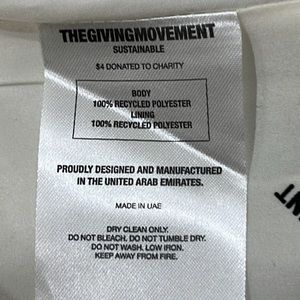 THEGIVINGMOVEMENT
SUSTAINABLE
$4 DONATED TO CHARITY
BODY
100% RECYCLED POLYESTER
LINING
100% RECYCLED POLYESTER
PROUDLY DESIGNED AND MANUFACTURED
IN THE UNITED ARAB EMIRATES.
MADE IN UAE
DRY CLEAN ONLY.
DO NOT BLEACH. DO NOT TUMBLE DRY.
DO NOT WASH. LOW IRON.
KEEP AWAY FROM FIRE.